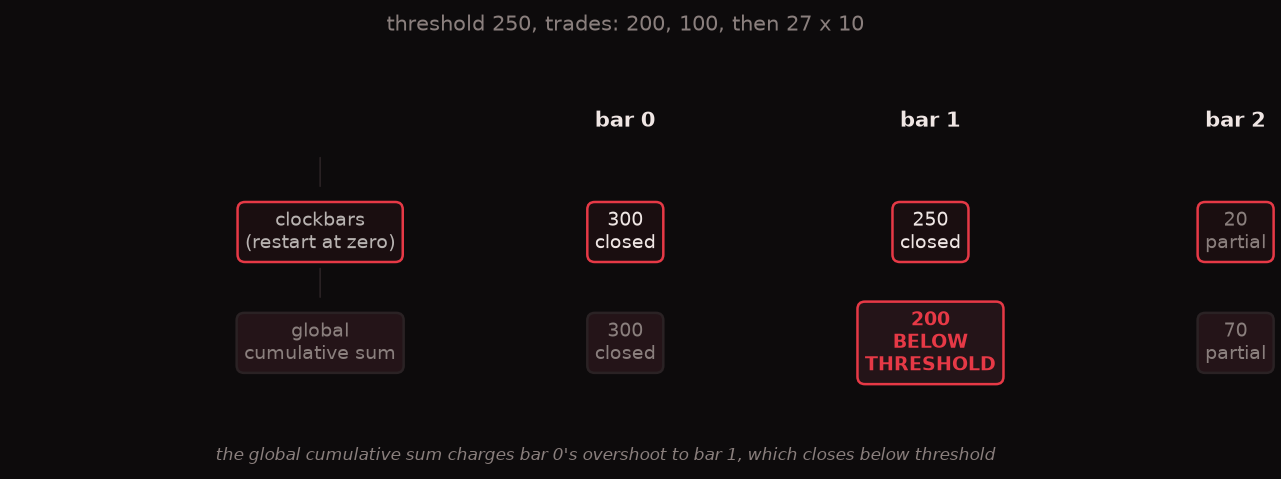 threshold 250, trades: 200, 100, then 27 x 10
bar 0
bar 1
bar 2
clockbars
(restart at zero)
300
closed
250
closed
20
partial
global
cumulative sum
300
closed
200
BELOW
THRESHOLD
70
partial
the global cumulative sum charges bar 0's overshoot to bar 1, which closes below threshold